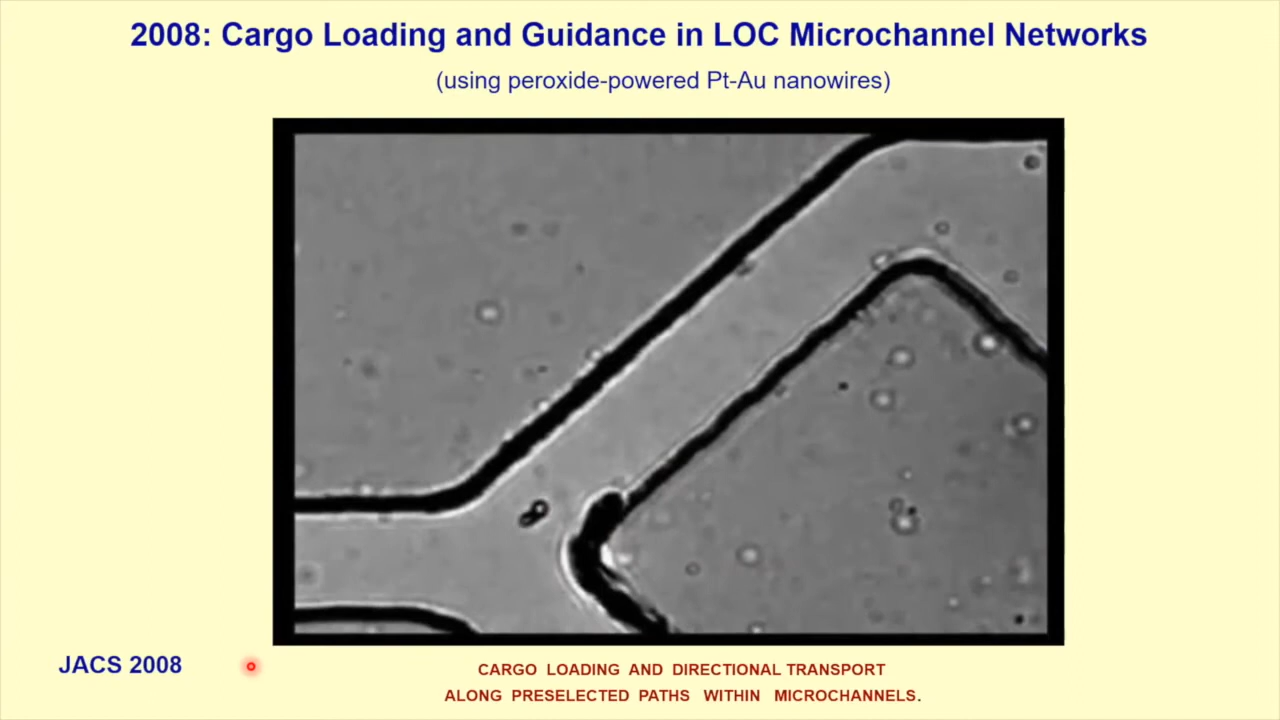 2008: Cargo Loading and Guidance in LOC Microchannel Networks
(using peroxide-powered Pt-Au nanowires)
JACS 2008
CARGO LOADING AND DIRECTIONAL TRANSPORT
ALONG PRESELECTED PATHS WITHIN MICROCHANNELS.